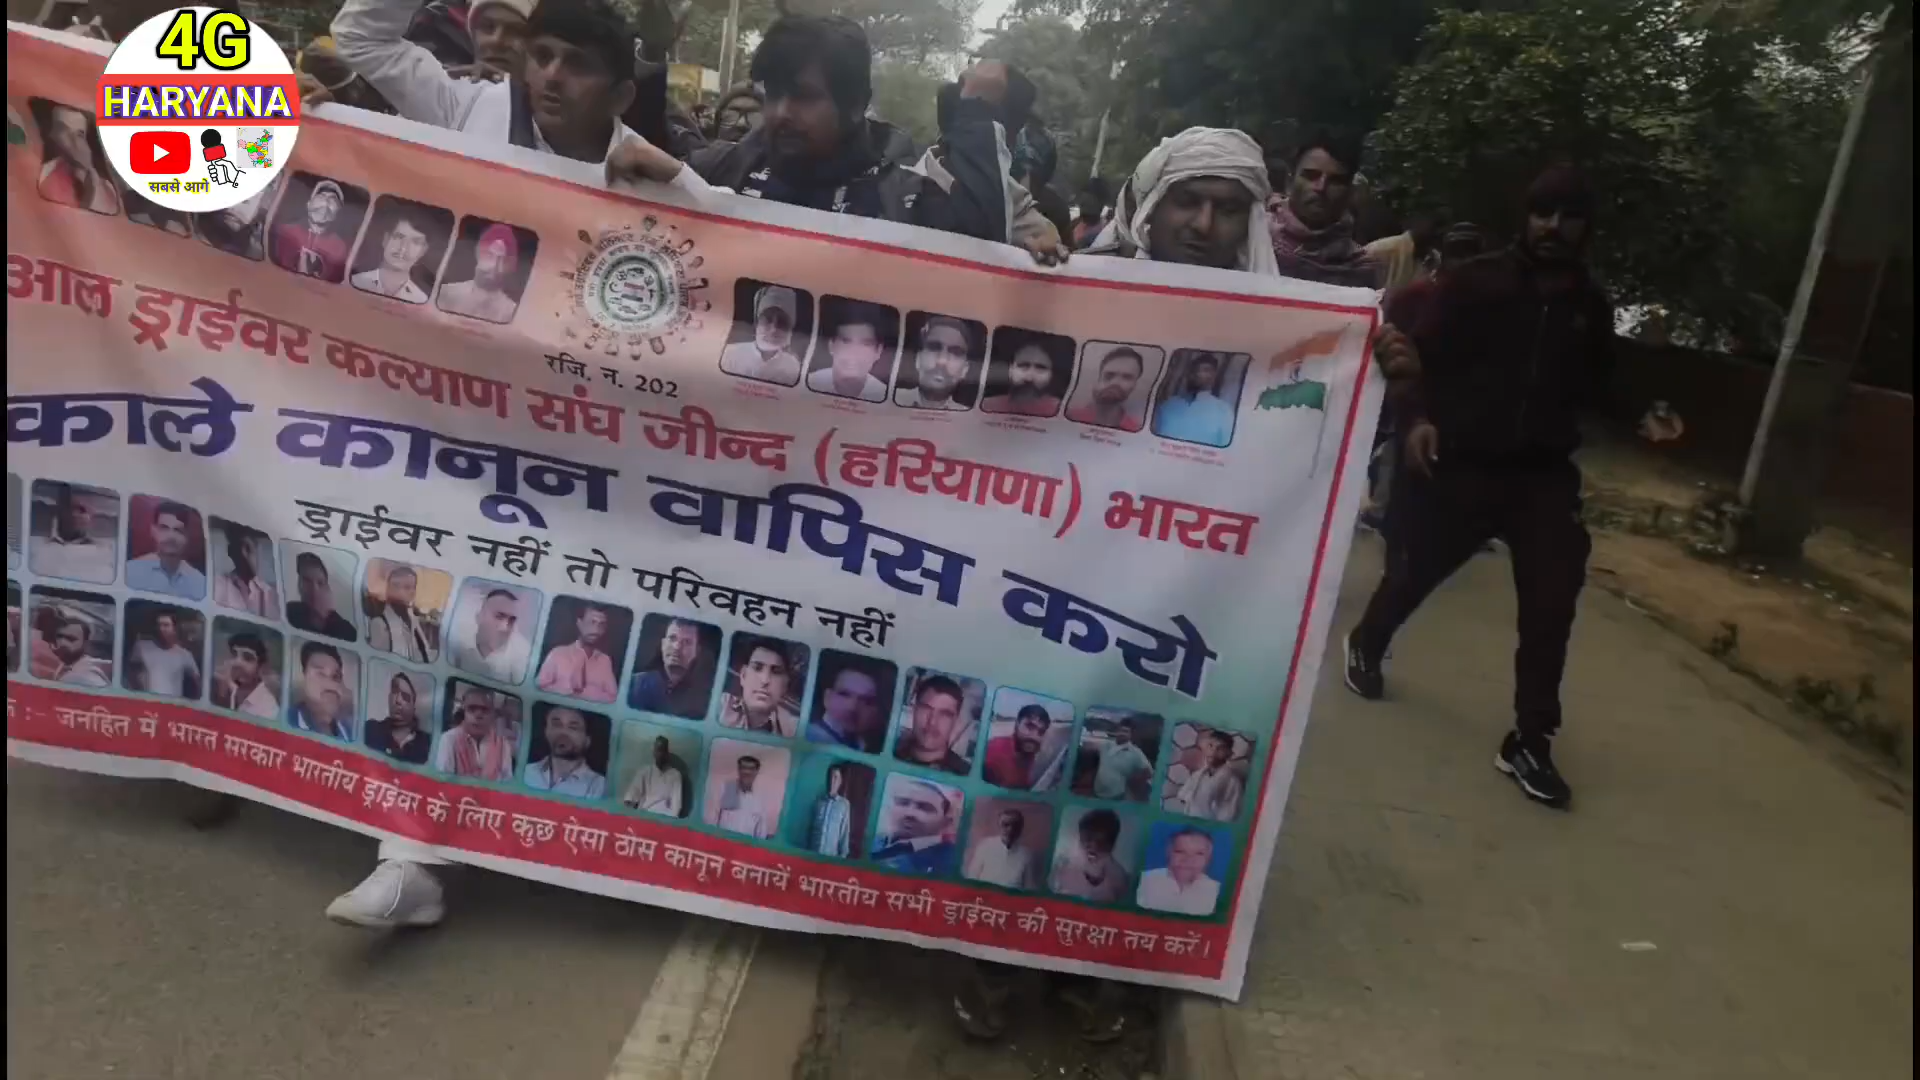 4G
HARYANA
सबसे आगे
रजि. न. 202
आल ड्राईवर कल्याण संघ जीन्द (हरियाणा) भारत
काले कानून वापिस करो
ड्राईवर नहीं तो परिवहन नहीं
:- जनहित में भारत सरकार भारतीय ड्राईवर के लिए कुछ ऐसा ठोस कानून बनायें भारतीय सभी ड्राईवर की सुरक्षा तय करें।